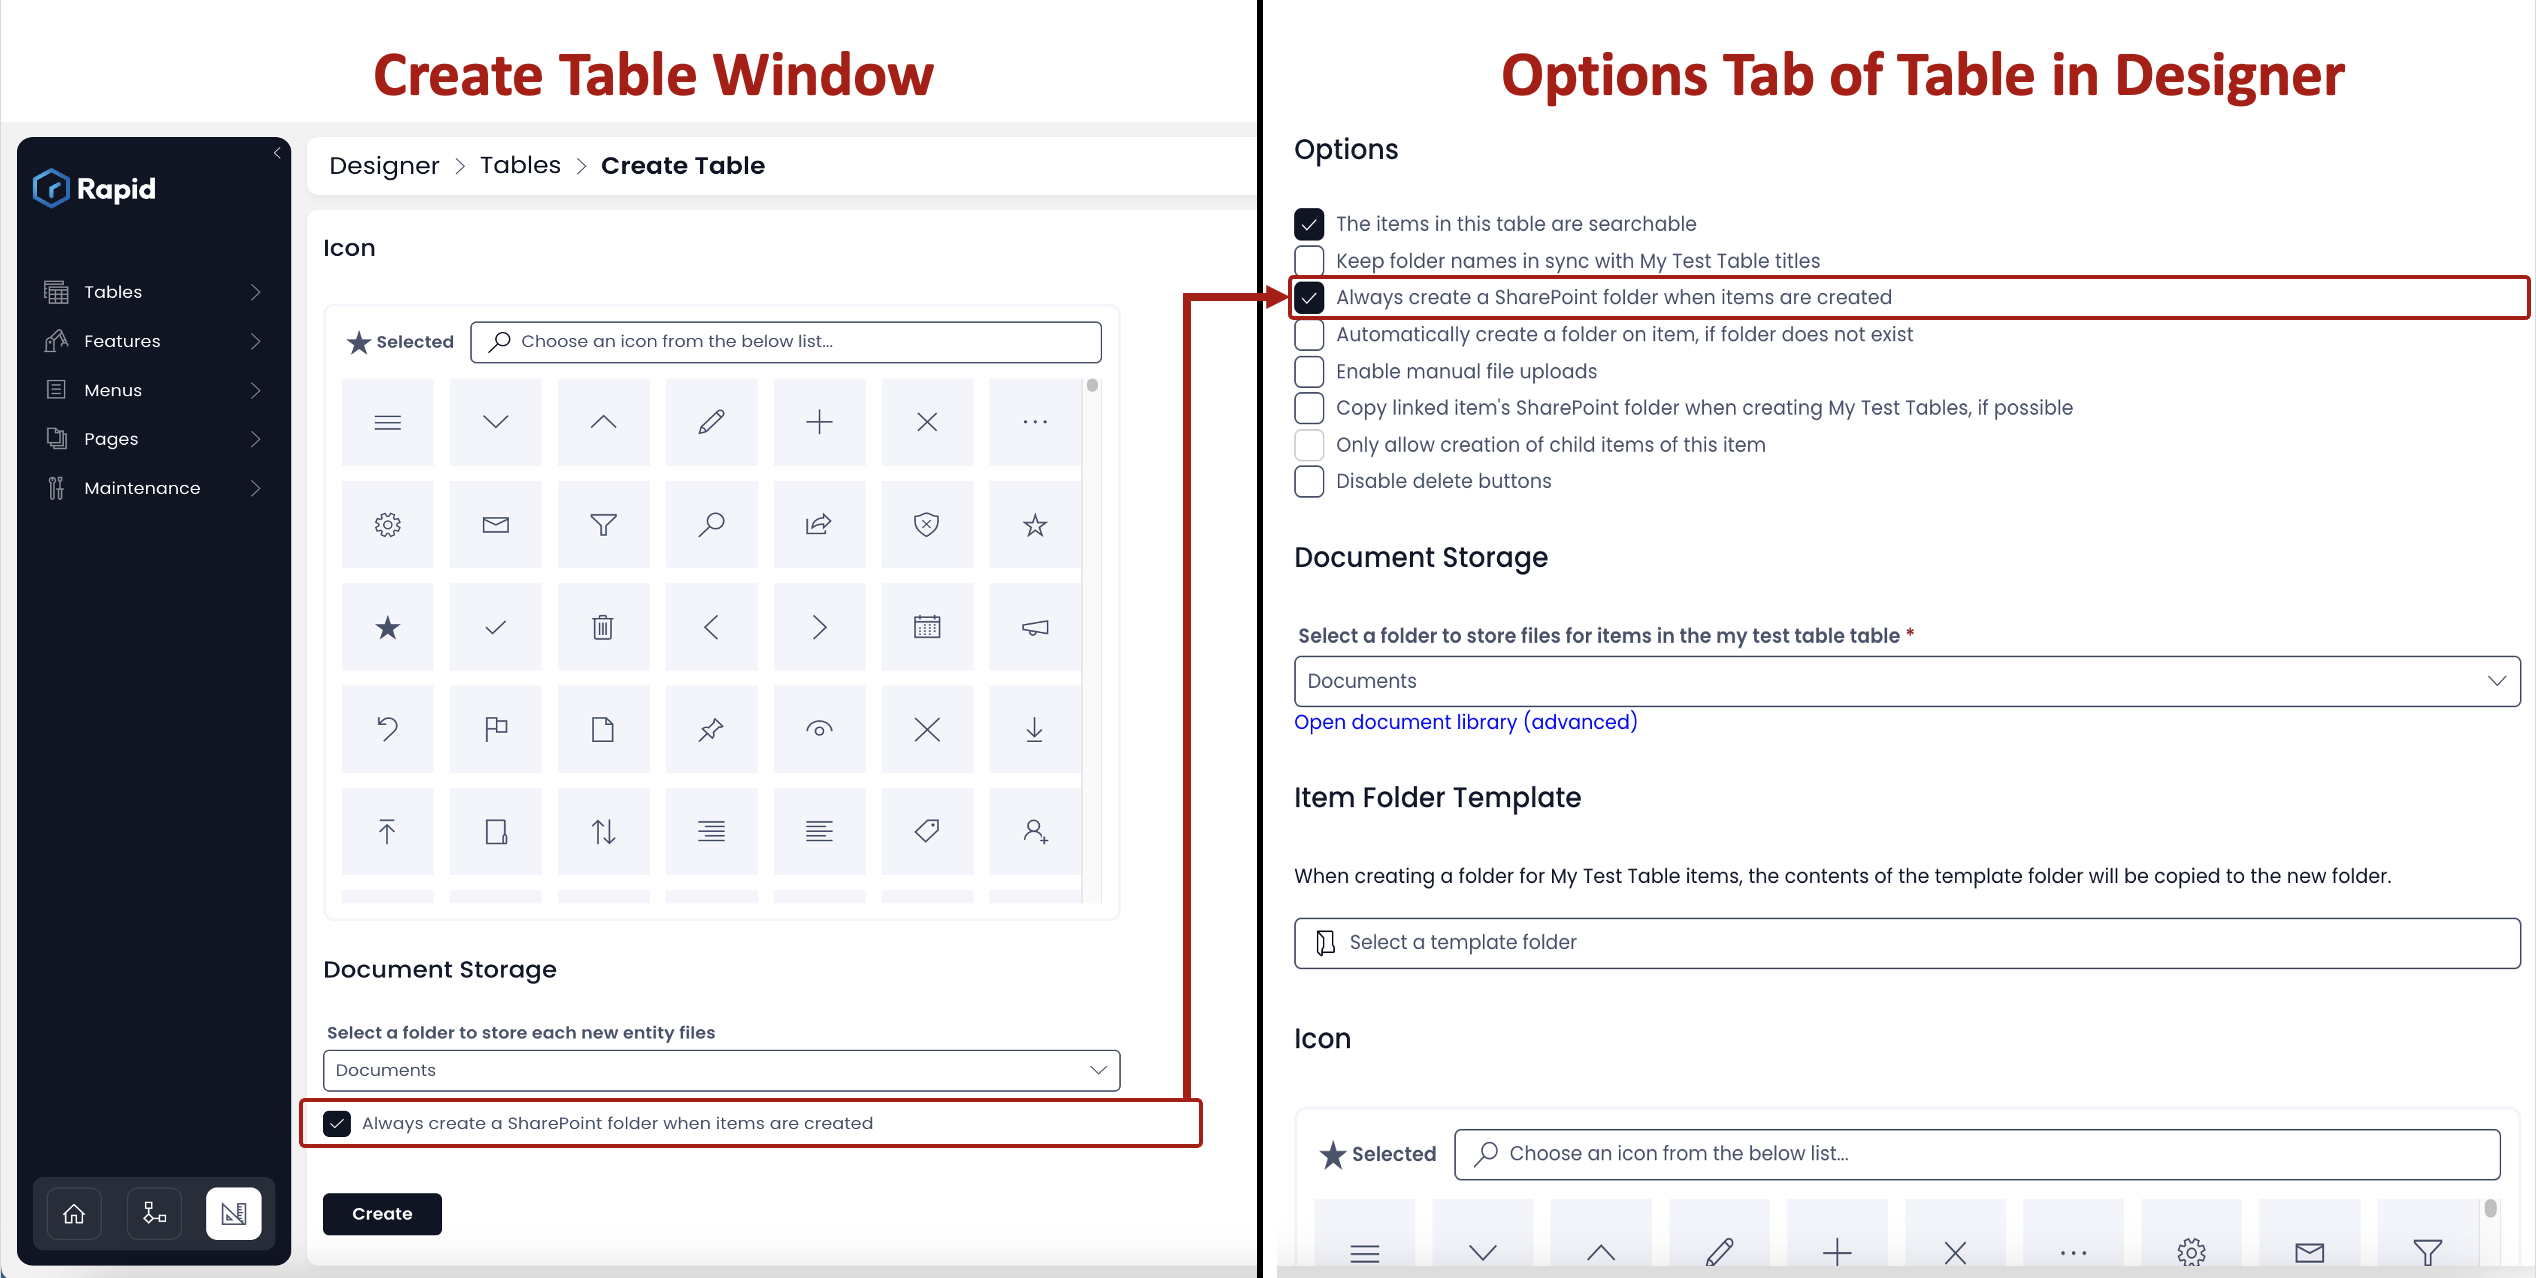 Create Table Window
Rapid
Tables
Features
Menus
Pages
Maintenance
Designer > Tables > Create Table
Icon
Selected
Choose an icon from the below list...
Document Storage
Select a folder to store each new entity files
Documents
Always create a SharePoint folder when items are created
Create
Options Tab of Table in Designer
Options
The items in this table are searchable
Keep folder names in sync with My Test Table titles
Always create a SharePoint folder when items are created
Automatically create a folder on item, if folder does not exist
Enable manual file uploads
Copy linked item's SharePoint folder when creating My Test Tables, if possible
Only allow creation of child items of this item
Disable delete buttons
Document Storage
Select a folder to store files for items in the my test table table *
Documents
Open document library (advanced)
Item Folder Template
When creating a folder for My Test Table items, the contents of the template folder will be copied to the new folder.
Select a template folder
Icon
Selected
Choose an icon from the below list...